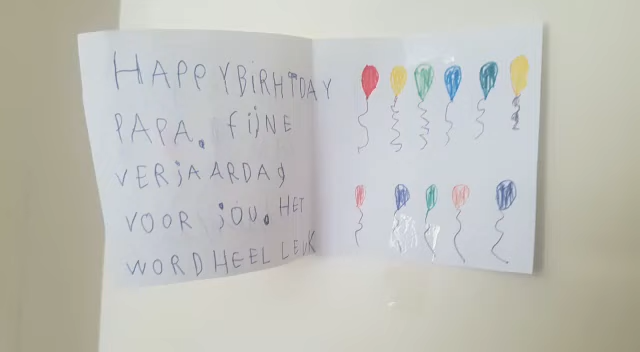 HAPPYBIRHTDAY
PAPA. fijNE
VERjAARDAg
VOOR jou. HET
WORDHEEL LEUK